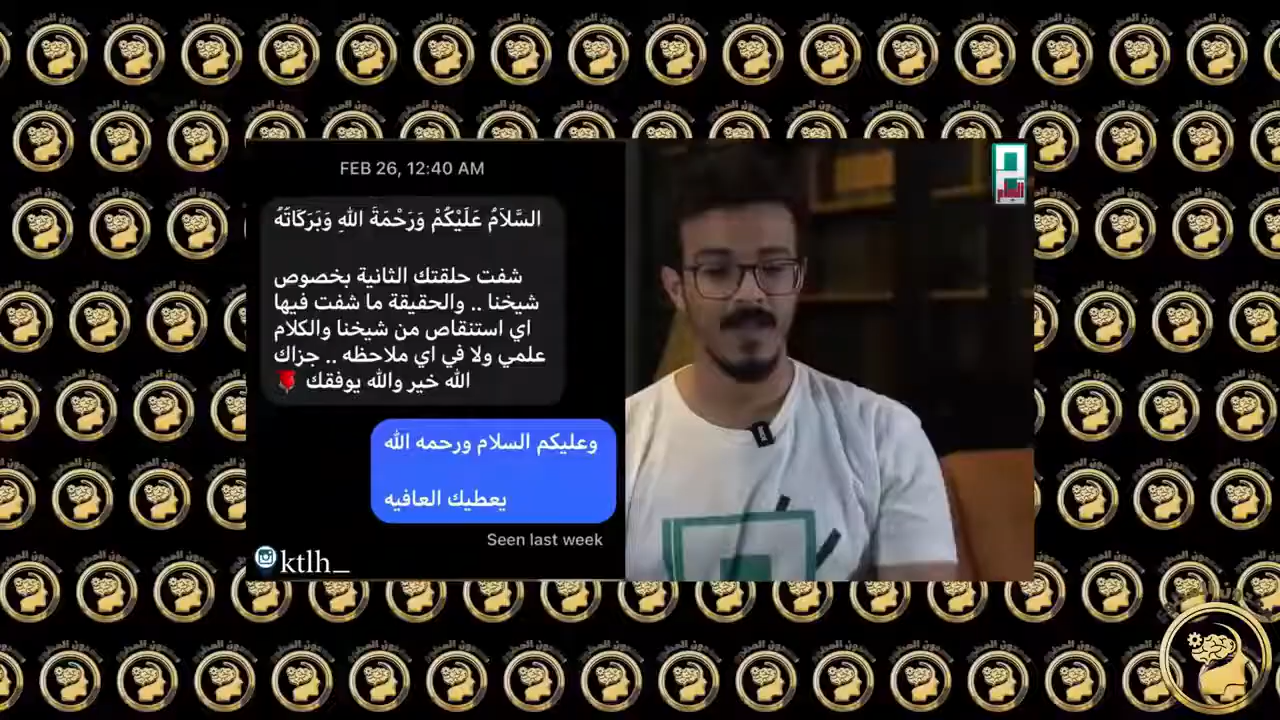 FEB 26, 12:40 AM
السَّلاَمُ عَلَيْكُمْ وَرَحْمَةُ اللهِ وَبَرَكَاتُهُ
شفت حلقتك الثانية بخصوص
شيخنا .. والحقيقة ما شفت فيها
اي استنقاص من شيخنا والكلام
علمي ولا في اي ملاحظه .. جزاك
الله خير والله يوفقك 🌹
وعليكم السلام ورحمه الله
يعطيك العافيه
Seen last week
ktlh_